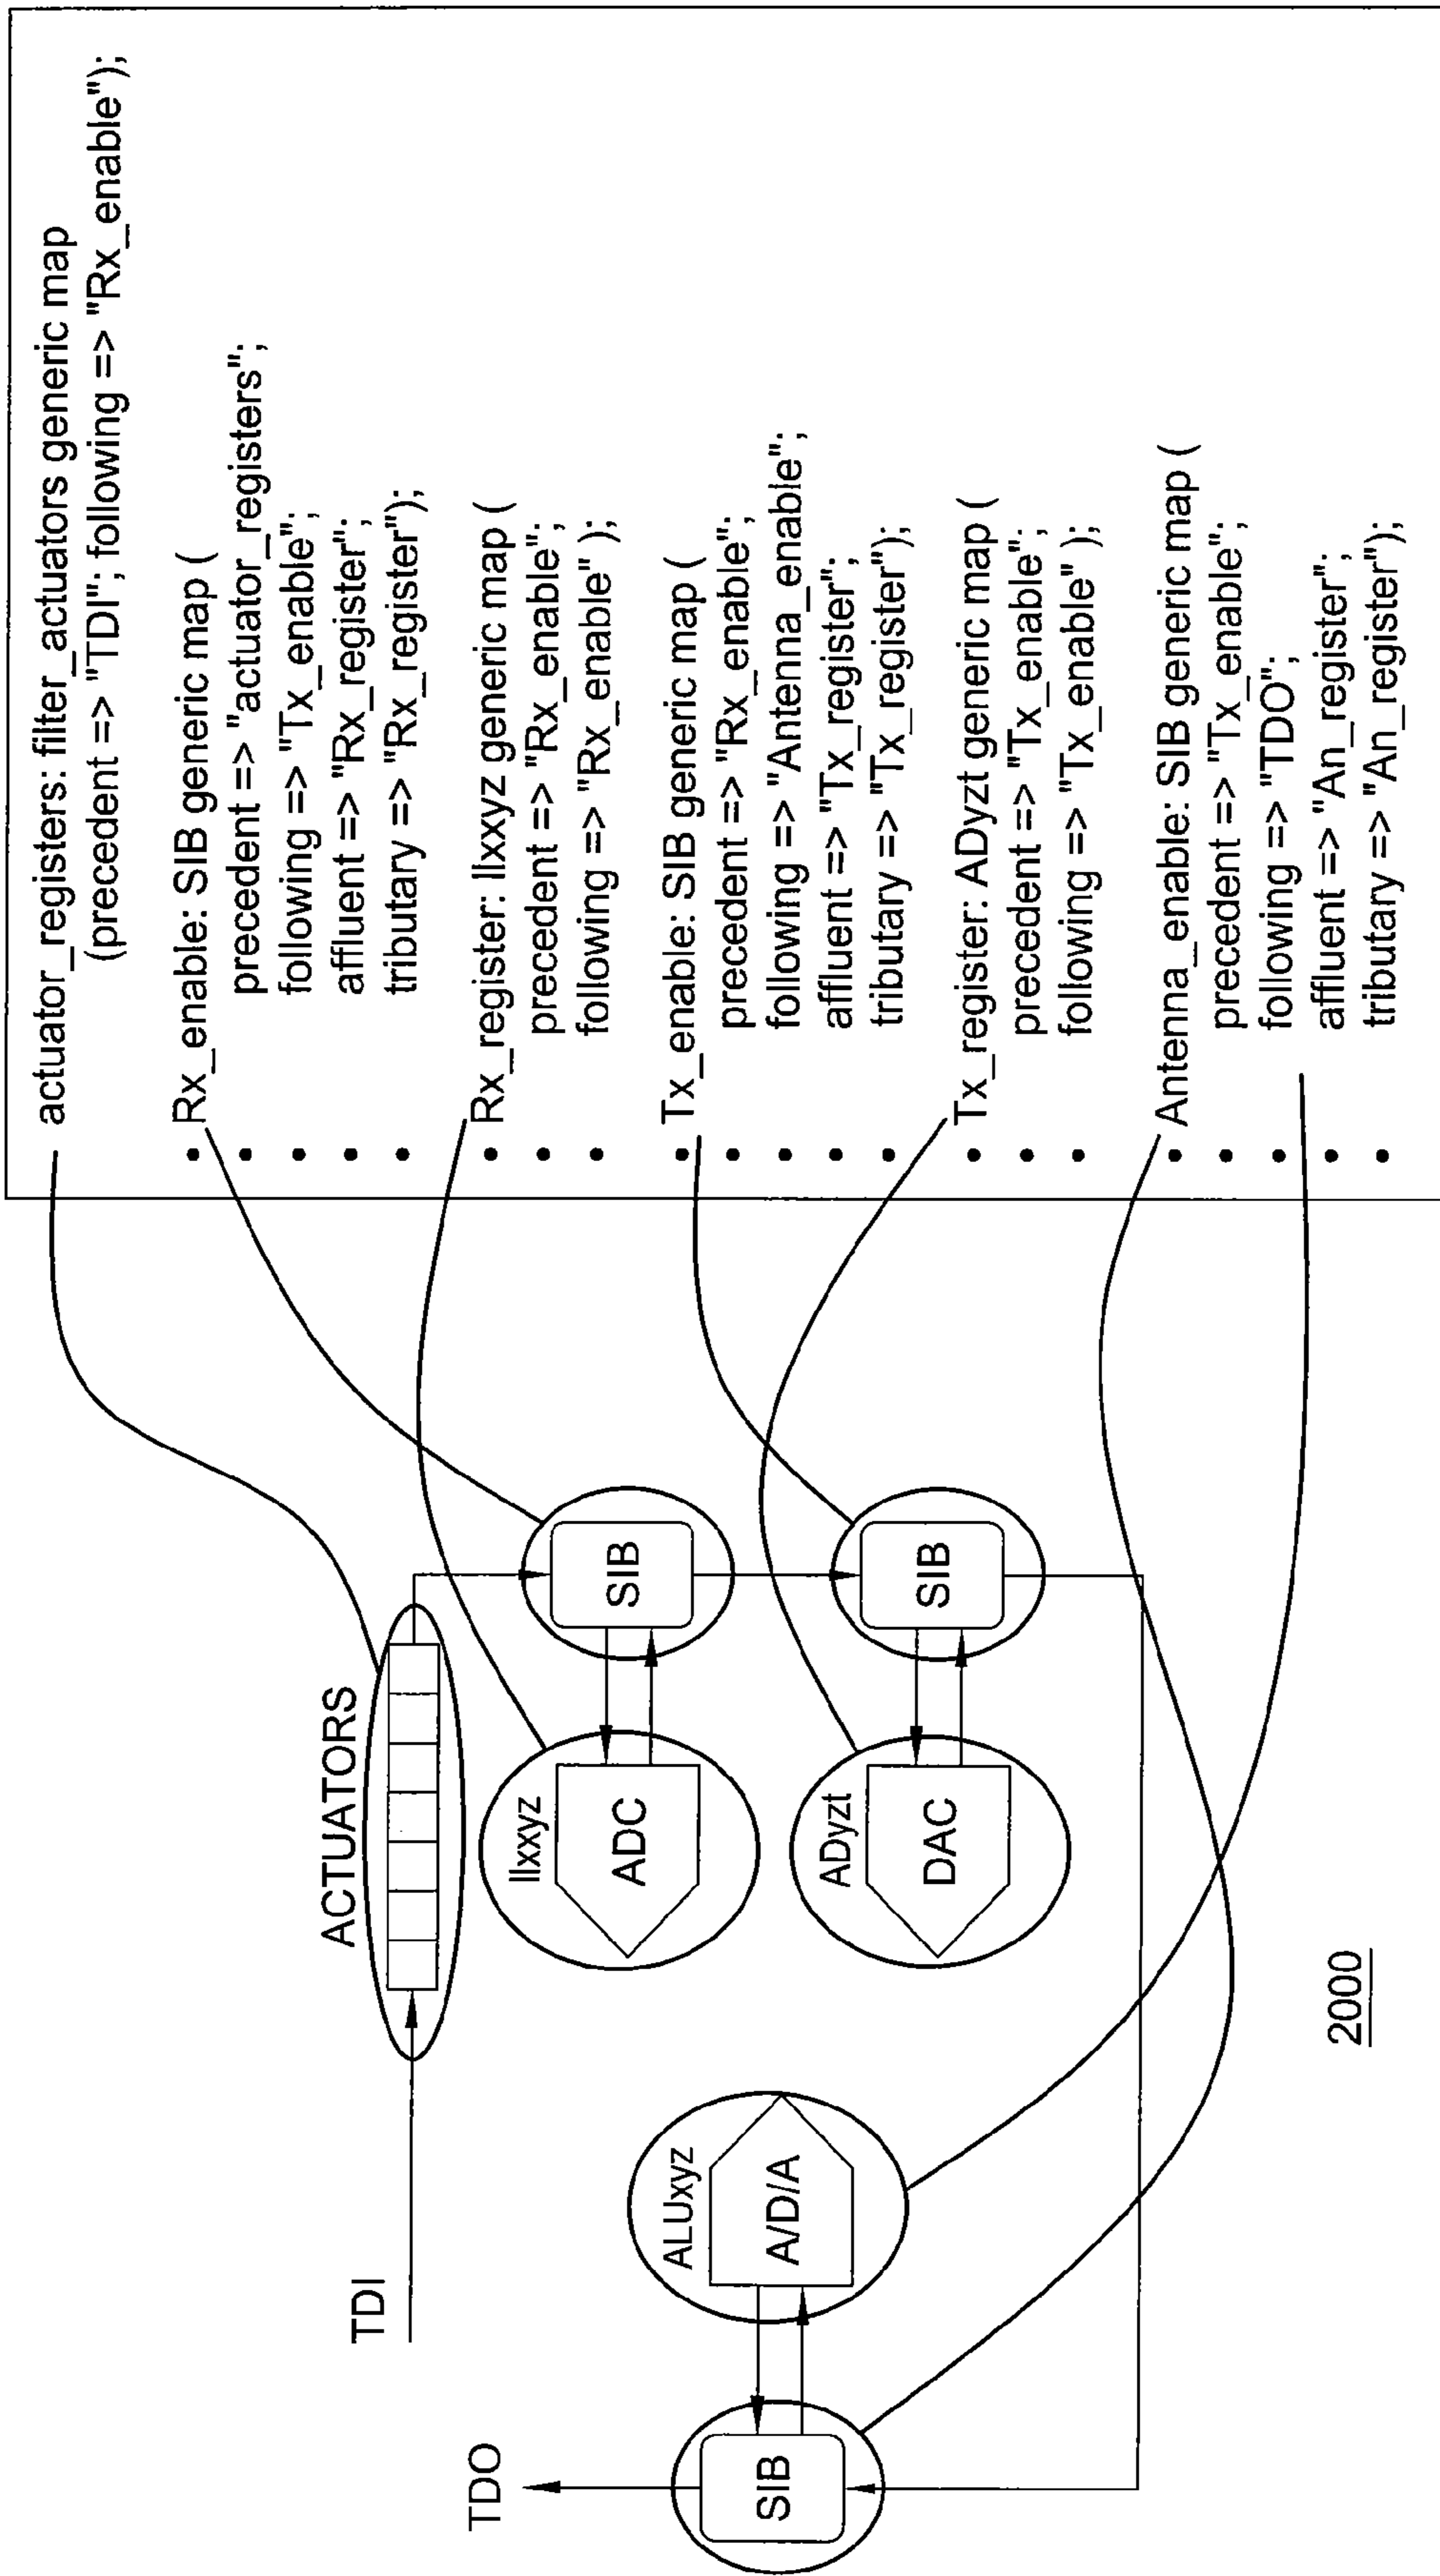 TDI
ACTUATORS
TDO
SIB
ALUxyz
A/D/A
llxxyz
ADC
SIB
ADyzt
DAC
SIB
2000
actuator_registers: filter_actuators generic map
(precedent => "TDI"; following => "Rx_enable");
• Rx_enable: SIB generic map (
• precedent => "actuator_registers";
• following => "Tx_enable";
• affluent => "Rx_register";
• tributary => "Rx_register");
• Rx_register: llxxyz generic map (
• precedent => "Rx_enable";
• following => "Rx_enable" );
• Tx_enable: SIB generic map (
• precedent => "Rx_enable";
• following => "Antenna_enable";
• affluent => "Tx_register";
• tributary => "Tx_register");
• Tx_register: ADyzt generic map (
• precedent => "Tx_enable";
• following => "Tx_enable" );
• Antenna_enable: SIB generic map (
• precedent => "Tx_enable";
• following => "TDO";
• affluent => "An_register";
• tributary => "An_register");